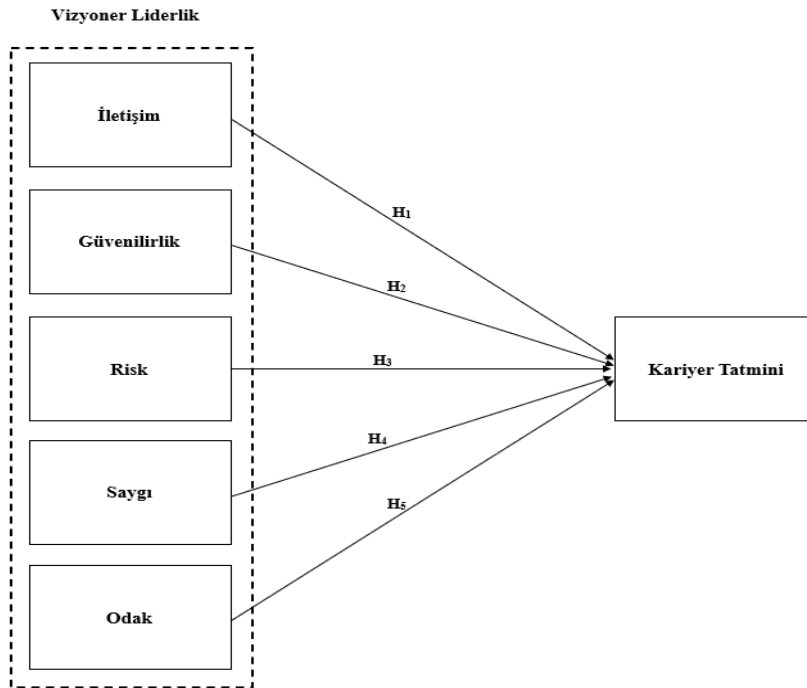 Vizyoner Liderlik
İletişim
H₁
Güvenilirlik
H₂
Risk
H₃
Kariyer Tatmini
Saygı
H₄
Odak
H₅